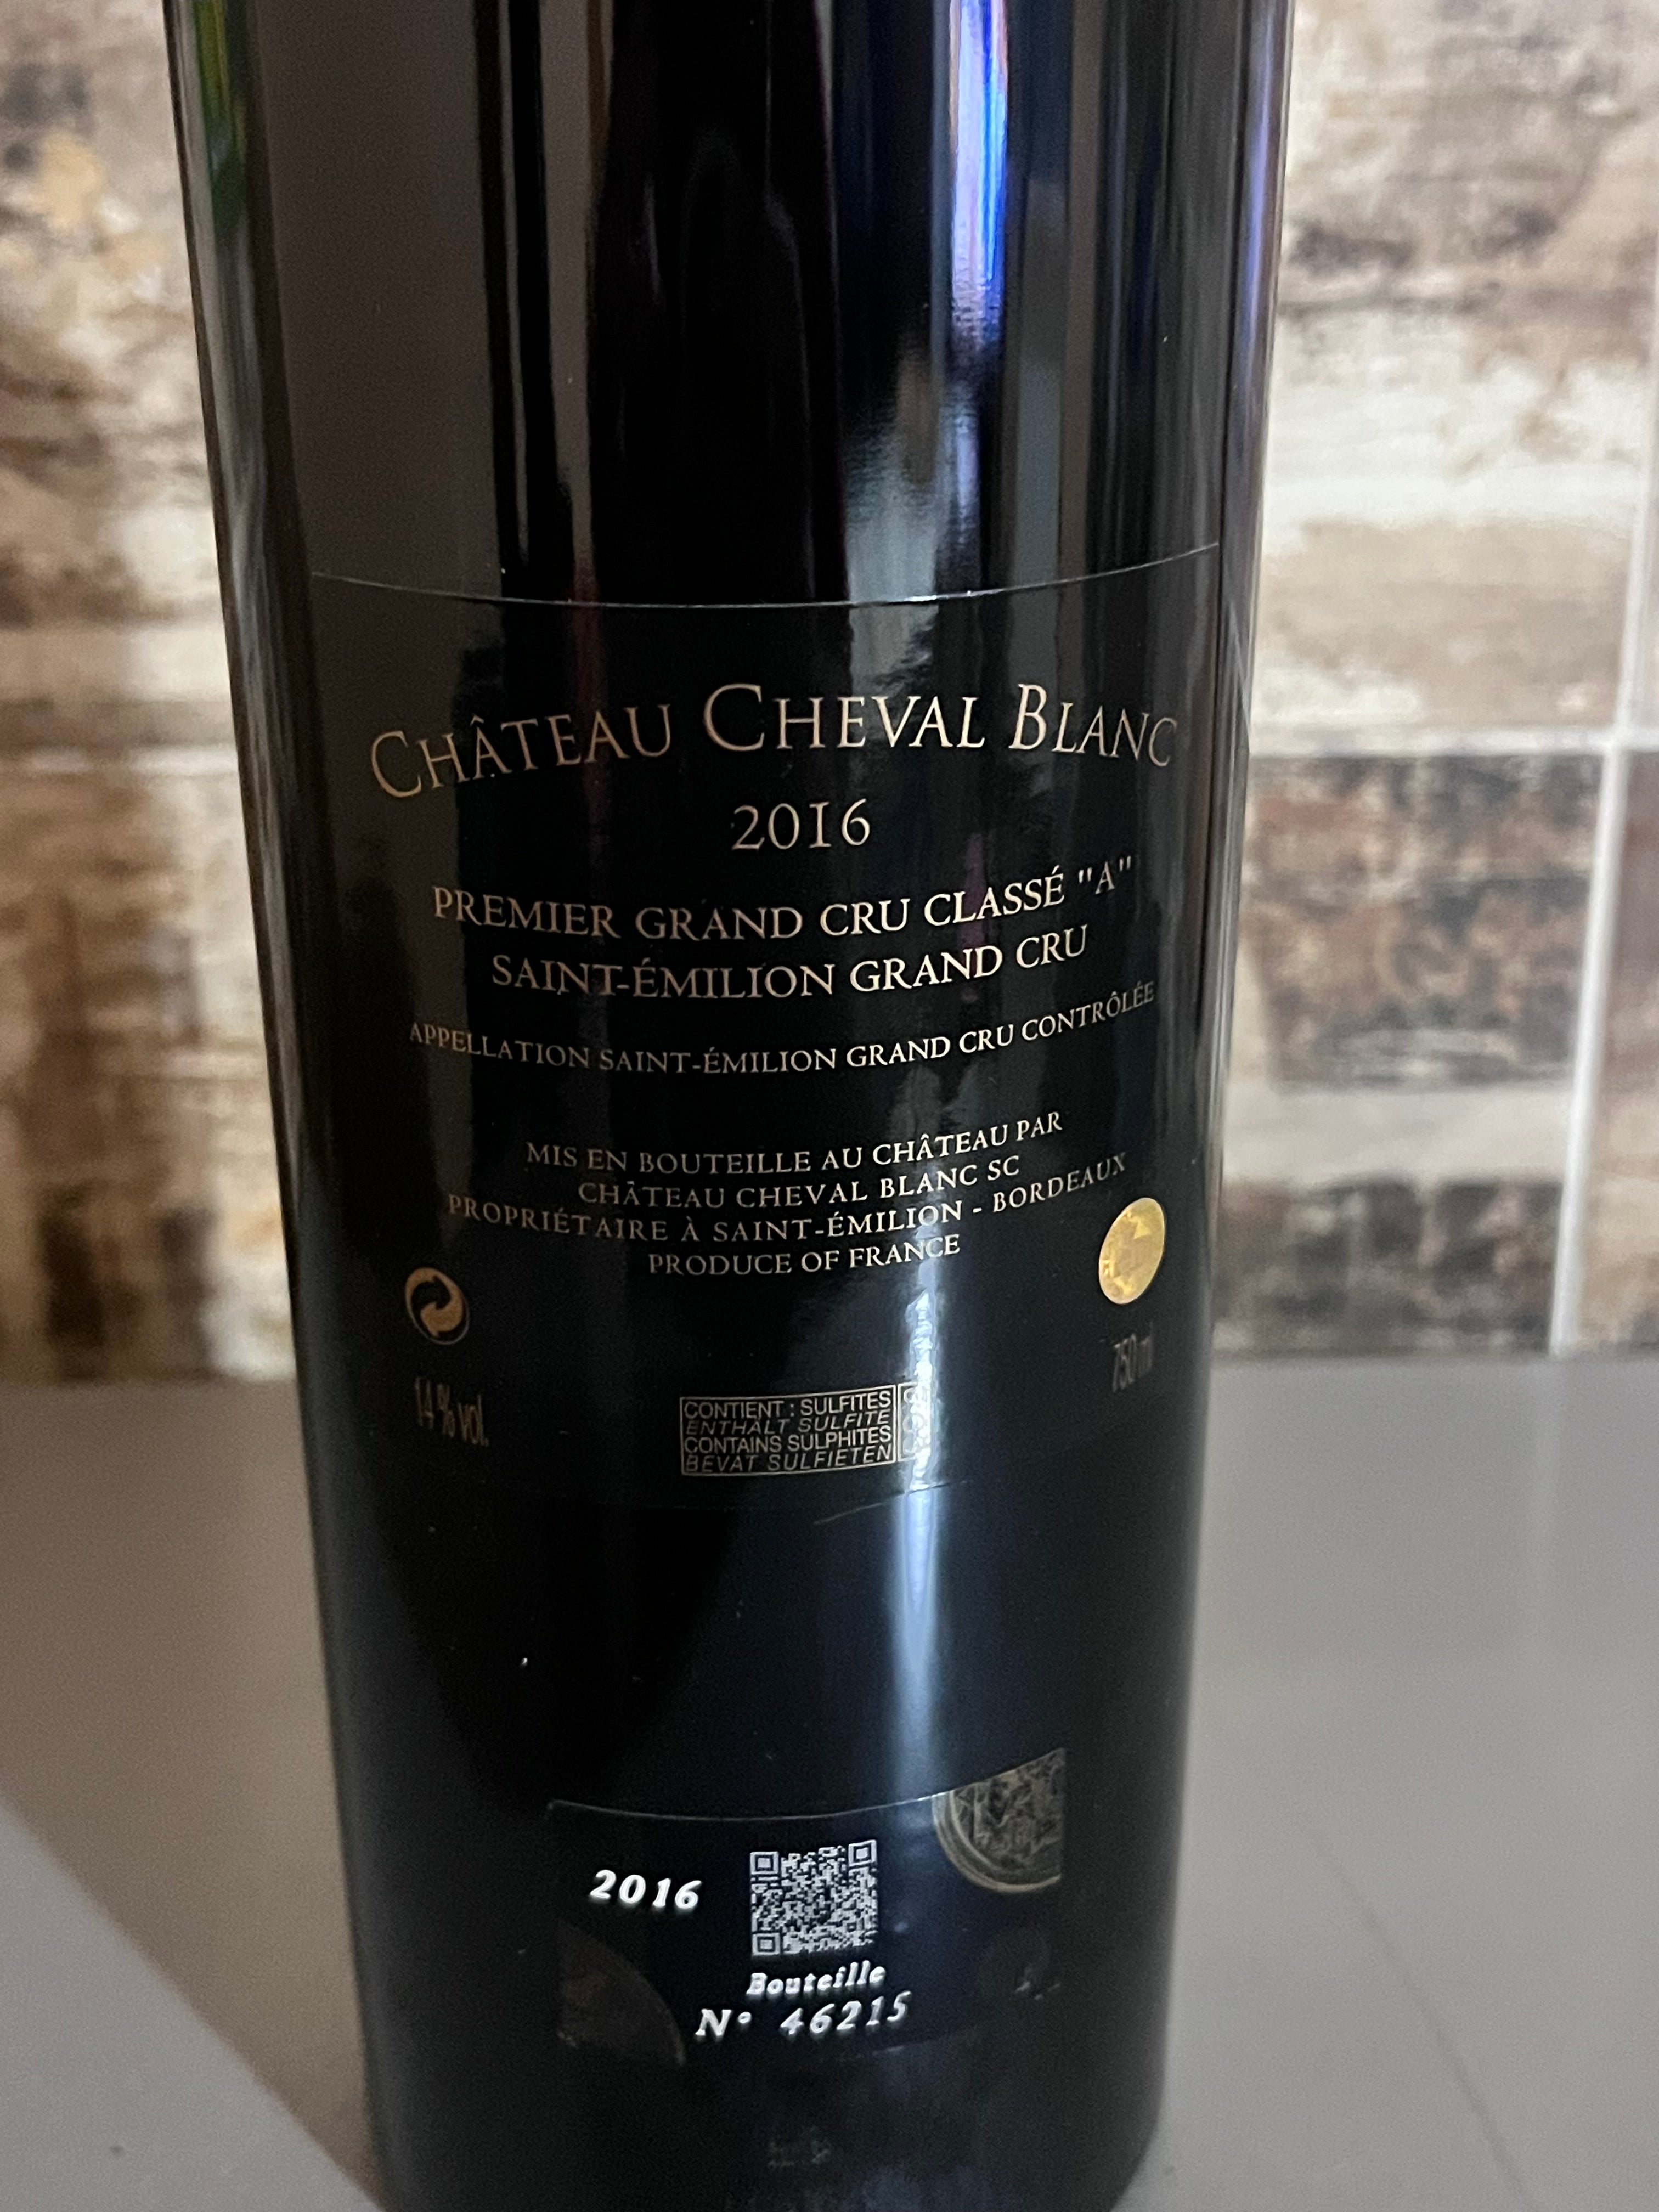 CHÂTEAU CHEVAL BLANC
2016
PREMIER GRAND CRU CLASSÉ "A"
SAINT-ÉMILION GRAND CRU
APPELLATION SAINT-ÉMILION GRAND CRU CONTRÔLÉE
MIS EN BOUTEILLE AU CHÂTEAU PAR
CHÂTEAU CHEVAL BLANC SC
PROPRIÉTAIRE À SAINT-ÉMILION - BORDEAUX
PRODUCE OF FRANCE
14 % vol.
750 ml
CONTIENT : SULFITES
ENTHÄLT SULFITE
CONTAINS SULPHITES
BEVAT SULFIETEN
2016
Bouteille
N° 46215